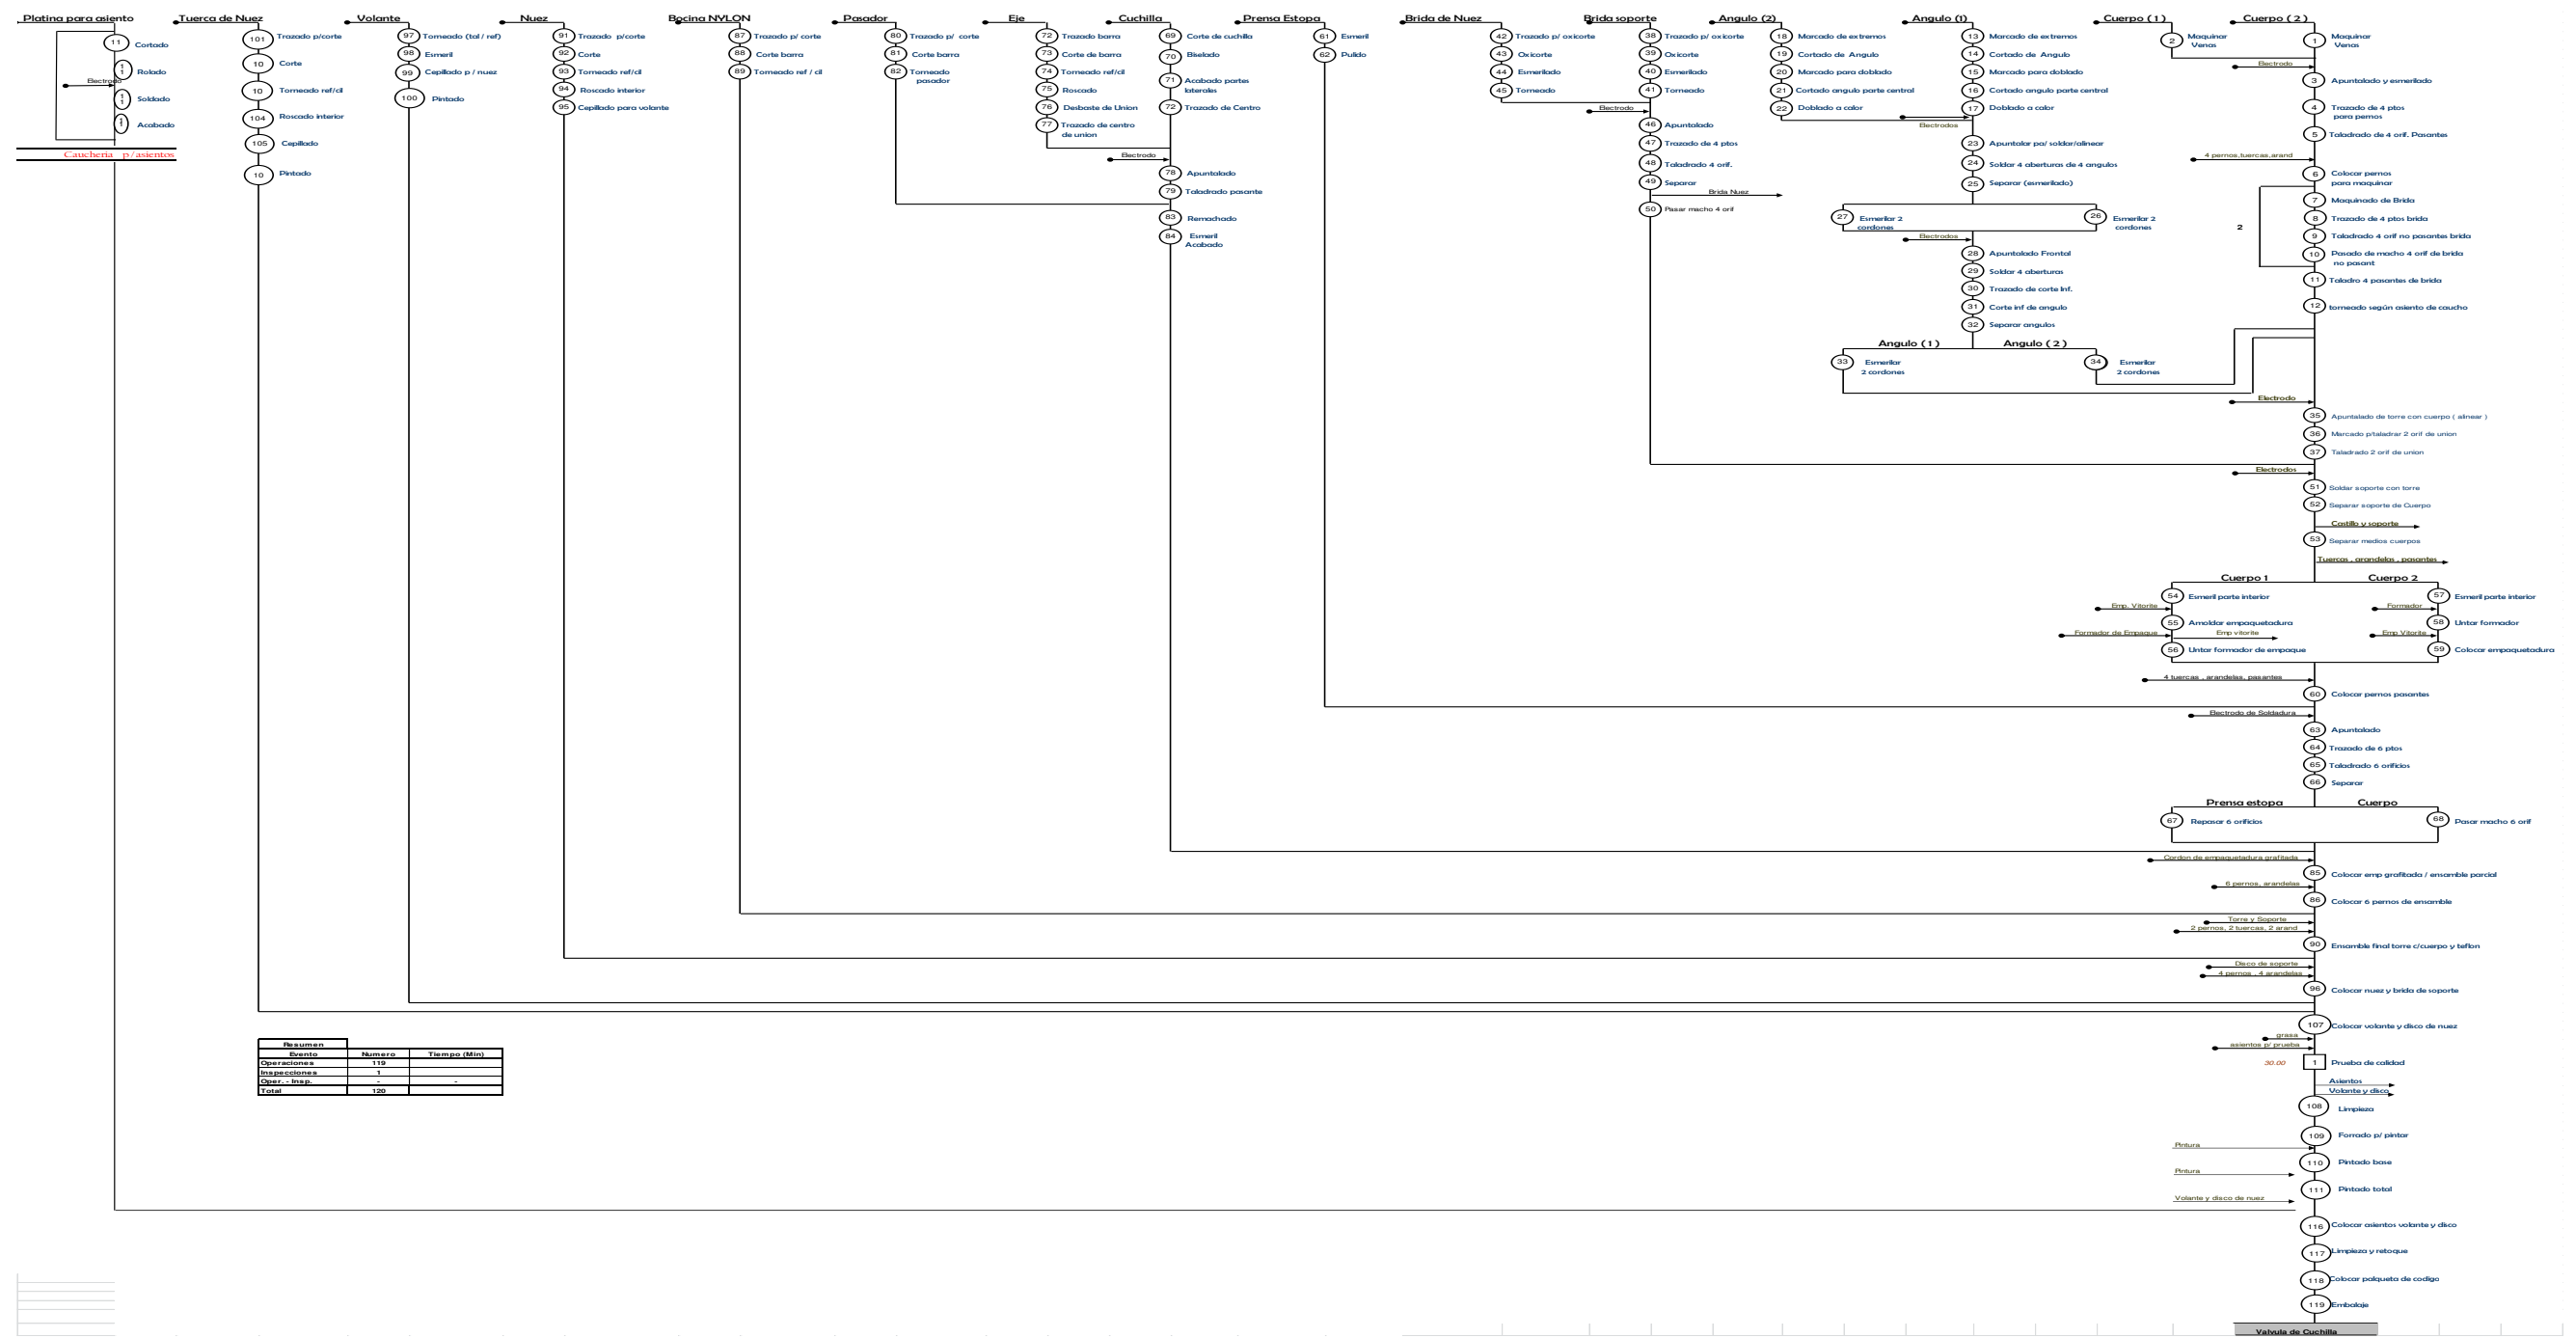 Platina para asiento
11 Cortado
Rolado
Electrodo
Soldado
Acabado
Caucheria p/asientos
Tuerca de Nuez
101 Trazado p/corte
10 Corte
10 Torneado ref/cil
104 Roscado interior
105 Cepillado
10 Pintado
Volante
97 Torneado (tal / ref)
98 Esmeril
99 Cepillado p / nuez
100 Pintado
Nuez
91 Trazado p/corte
92 Corte
93 Torneado ref/cil
94 Roscado interior
95 Cepillado para volante
Bocina NYLON
87 Trazado p/ corte
88 Corte barra
89 Torneado ref / cil
Pasador
80 Trazado p/ corte
81 Corte barra
82 Torneado
pasador
Eje
72 Trazado barra
73 Corte de barra
74 Torneado ref/cil
75 Roscado
76 Desbaste de Union
77 Trazado de centro
de union
Cuchilla
69 Corte de cuchilla
70 Biselado
71 Acabado partes
laterales
72 Trazado de Centro
Electrodo
78 Apuntalado
79 Taladrado pasante
83 Remachado
84 Esmeril
Acabado
Prensa Estopa
61 Esmeril
62 Pulido
Brida de Nuez
42 Trazado p/ oxicorte
43 Oxicorte
44 Esmerilado
45 Torneado
Brida soporte
38 Trazado p/ oxicorte
39 Oxicorte
40 Esmerilado
41 Torneado
Electrodo
46 Apuntalado
47 Trazado de 4 ptos
48 Taladrado 4 orif.
49 Separar
Brida Nuez
50 Pasar macho 4 orif
Angulo (2)
18 Marcado de extremos
19 Cortado de Angulo
20 Marcado para doblado
21 Cortado angulo parte central
22 Doblado a calor
Angulo (1)
13 Marcado de extremos
14 Cortado de Angulo
15 Marcado para doblado
16 Cortado angulo parte central
17 Doblado a calor
Electrodos
23 Apuntalar pa/ soldar/alinear
24 Soldar 4 aberturas de 4 angulos
25 Separar (esmerilado)
27 Esmerilar 2
cordones
26 Esmerilar 2
cordones
Electrodos
28 Apuntalado Frontal
29 Soldar 4 aberturas
30 Trazado de corte Inf.
31 Corte inf de angulo
32 Separar angulos
Angulo ( 1 )
Angulo ( 2 )
33 Esmerilar
2 cordones
34 Esmerilar
2 cordones
Cuerpo ( 1 )
2 Maquinar
Venas
Cuerpo ( 2 )
1 Maquinar
Venas
Electrodo
3 Apuntalado y esmerilado
4 Trazado de 4 ptos
para pernos
5 Taladrado de 4 orif. Pasantes
4 pernos,tuercas,arand
6 Colocar pernos
para maquinar
7 Maquinado de Brida
8 Trazado de 4 ptos brida
2
9 Taladrado 4 orif no pasantes brida
10 Pasado de macho 4 orif de brida
no pasant
11 Taladro 4 pasantes de brida
12 torneado según asiento de caucho
Electrodo
35 Apuntalado de torre con cuerpo ( alinear )
36 Marcado p/taladrar 2 orif de union
37 Taladrado 2 orif de union
Electrodos
51 Soldar soporte con torre
52 Separar soporte de Cuerpo
Castillo y soporte
53 Separar medios cuerpos
Tuercas , arandelas , pasantes
Cuerpo 1
Cuerpo 2
54 Esmeril parte interior
Emp. Vitorite
55 Amoldar empaquetadura
Formador de Empaque
Emp vitorite
56 Untar formador de empaque
57 Esmeril parte interior
Formador
58 Untar formador
Emp Vitorite
59 Colocar empaquetadura
4 tuercas , arandelas, pasantes
60 Colocar pernos pasantes
Electrodo de Soldadura
63 Apuntalado
64 Trazado de 6 ptos
65 Taladrado 6 orificios
66 Separar
Prensa estopa
Cuerpo
67 Repasar 6 orificios
68 Pasar macho 6 orif
Cordon de empaquetadura grafitada
85 Colocar emp grafitada / ensamble parcial
6 pernos, arandelas
86 Colocar 6 pernos de ensamble
Torre y Soporte
2 pernos, 2 tuercas, 2 arand
90 Ensamble final torre c/cuerpo y teflon
Disco de soporte
4 pernos , 4 arandelas
96 Colocar nuez y brida de soporte
107 Colocar volante y disco de nuez
grasa
asientos p/ prueba
30.00 1 Prueba de calidad
Asientos
Volante y disco
108 Limpieza
109 Forrado p/ pintar
Pintura
110 Pintado base
Pintura
111 Pintado total
Volante y disco de nuez
116 Colocar asientos volante y disco
117 Limpieza y retoque
118 Colocar palqueta de codigo
119 Embalaje
Valvula de Cuchilla
Resumen
Evento Numero Tiempo (Min)
Operaciones 119
Inspecciones 1
Oper. - Insp. - -
Total 120